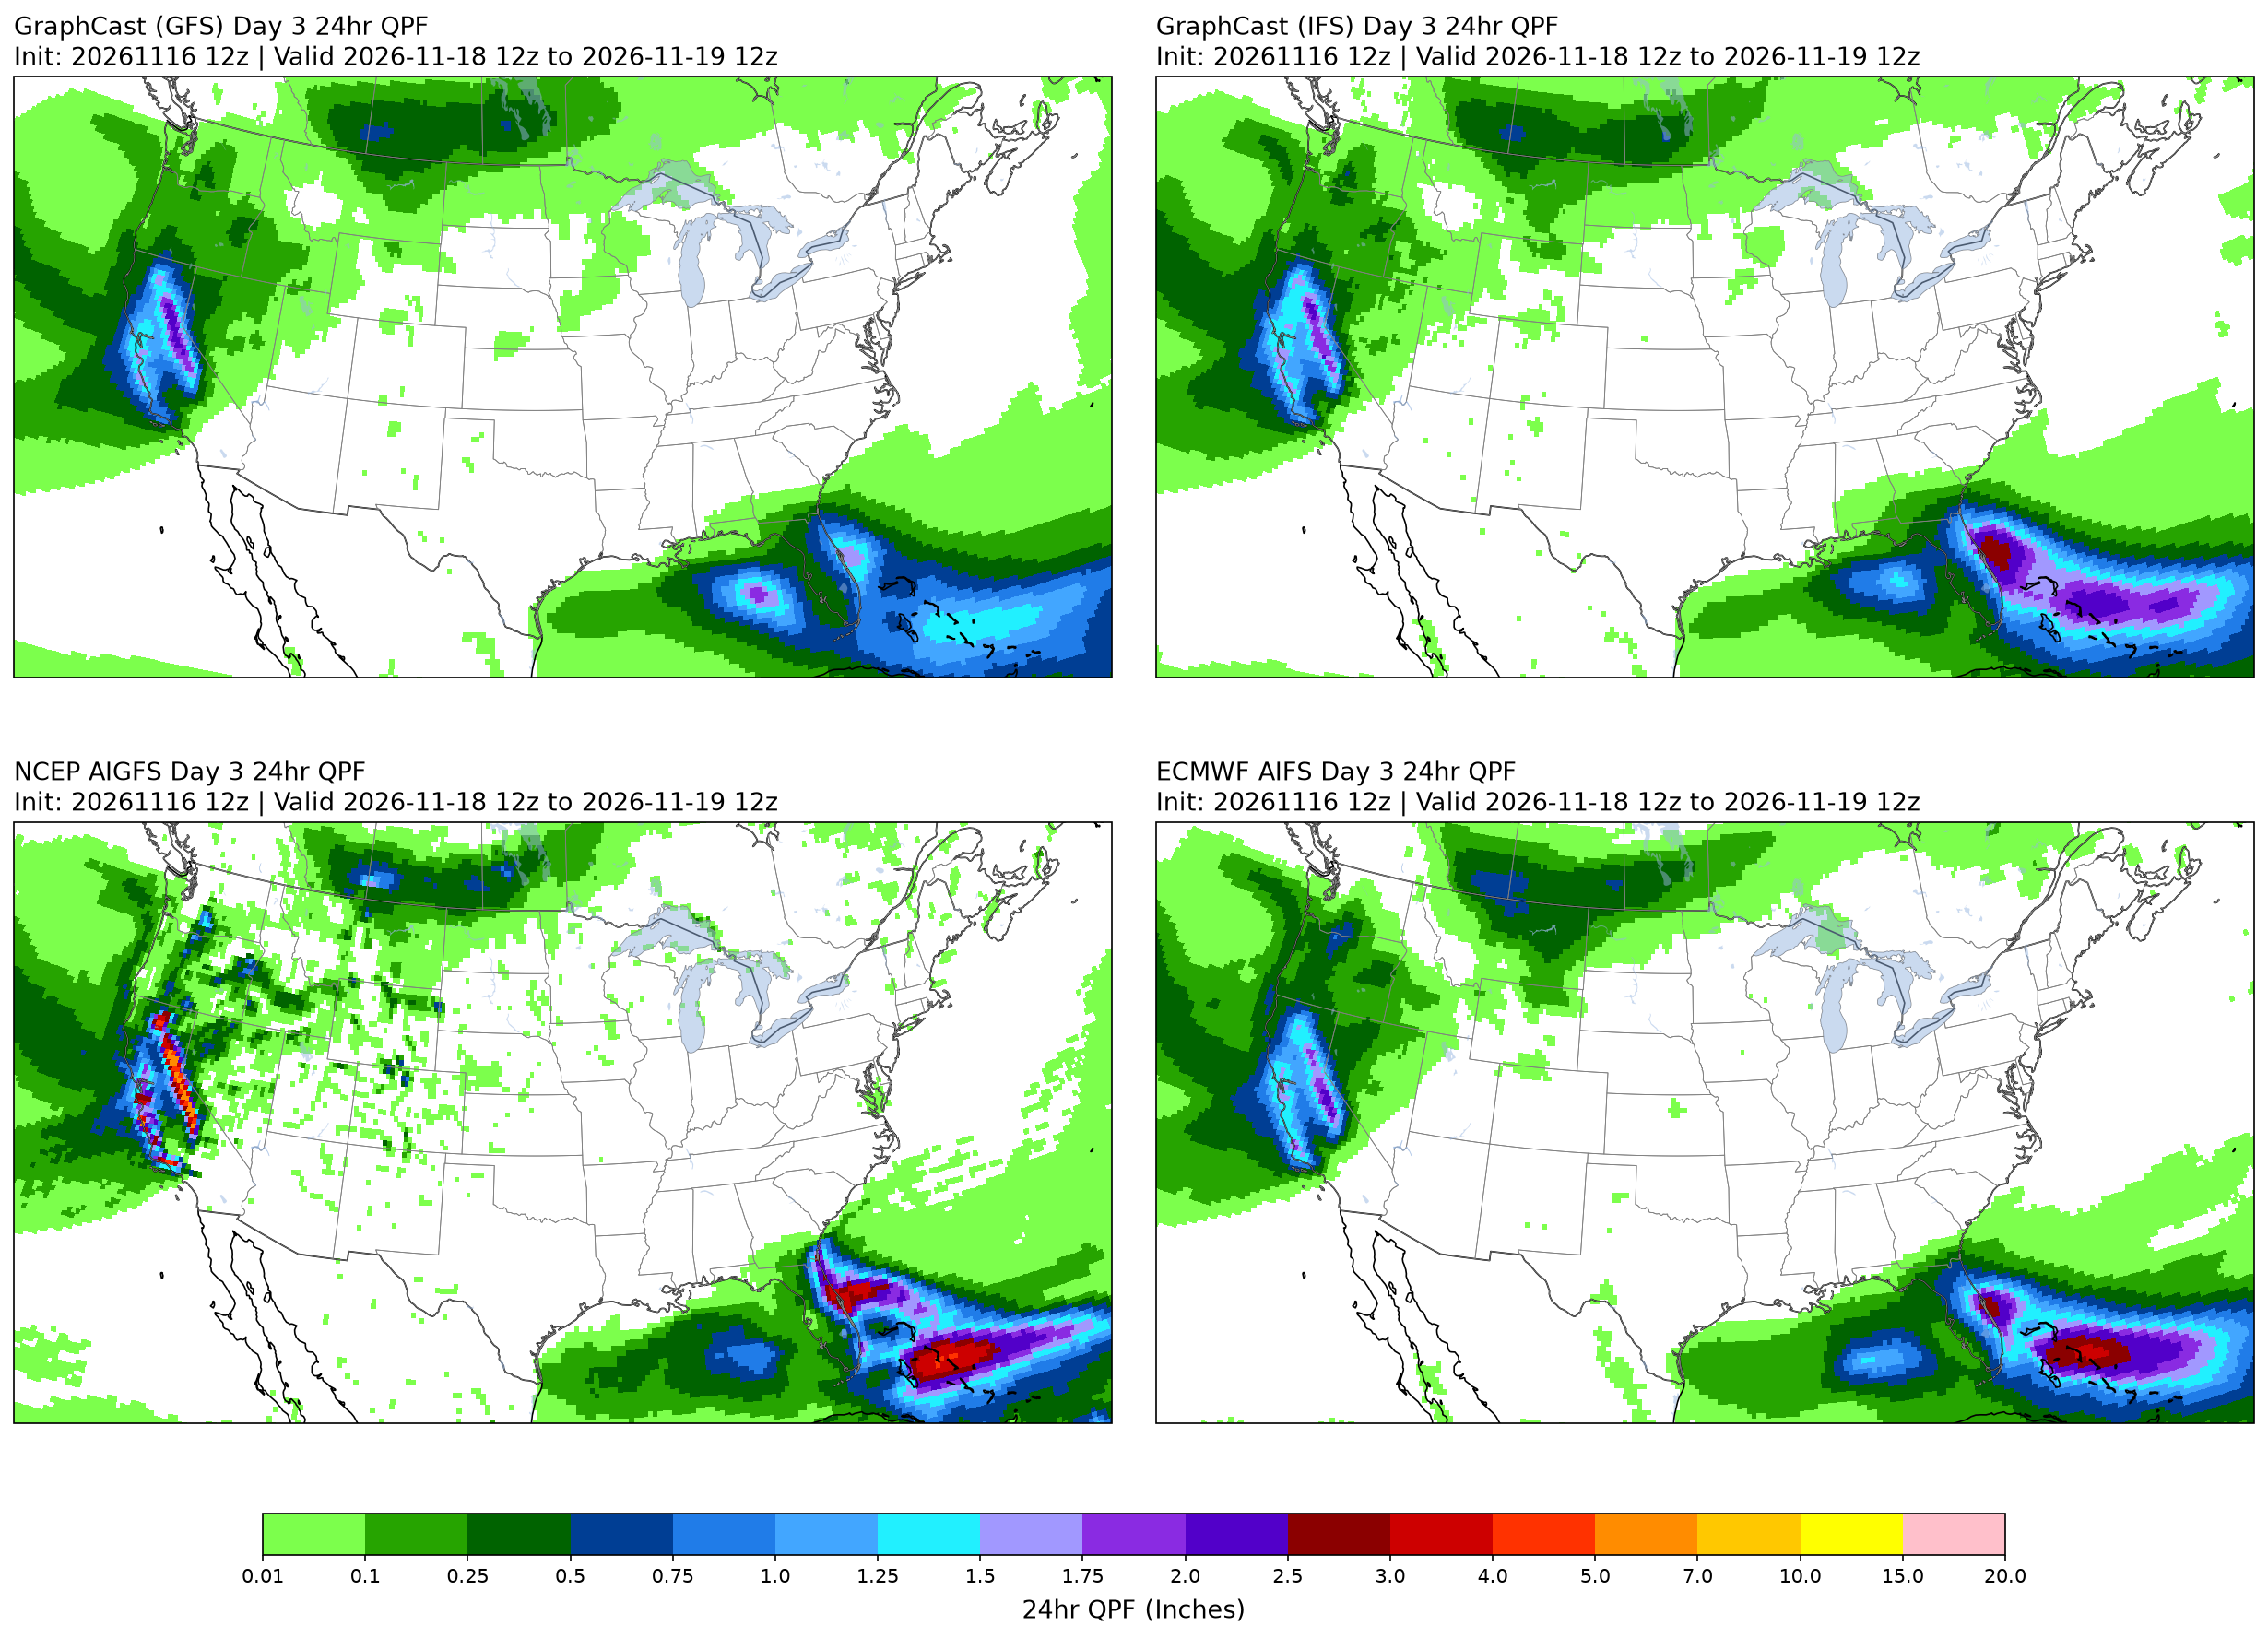 GraphCast (GFS) Day 3 24hr QPF
Init: 20261116 12z | Valid 2026-11-18 12z to 2026-11-19 12z
GraphCast (IFS) Day 3 24hr QPF
Init: 20261116 12z | Valid 2026-11-18 12z to 2026-11-19 12z
NCEP AIGFS Day 3 24hr QPF
Init: 20261116 12z | Valid 2026-11-18 12z to 2026-11-19 12z
ECMWF AIFS Day 3 24hr QPF
Init: 20261116 12z | Valid 2026-11-18 12z to 2026-11-19 12z
0.01 0.1 0.25 0.5 0.75 1.0 1.25 1.5 1.75 2.0 2.5 3.0 4.0 5.0 7.0 10.0 15.0 20.0
24hr QPF (Inches)